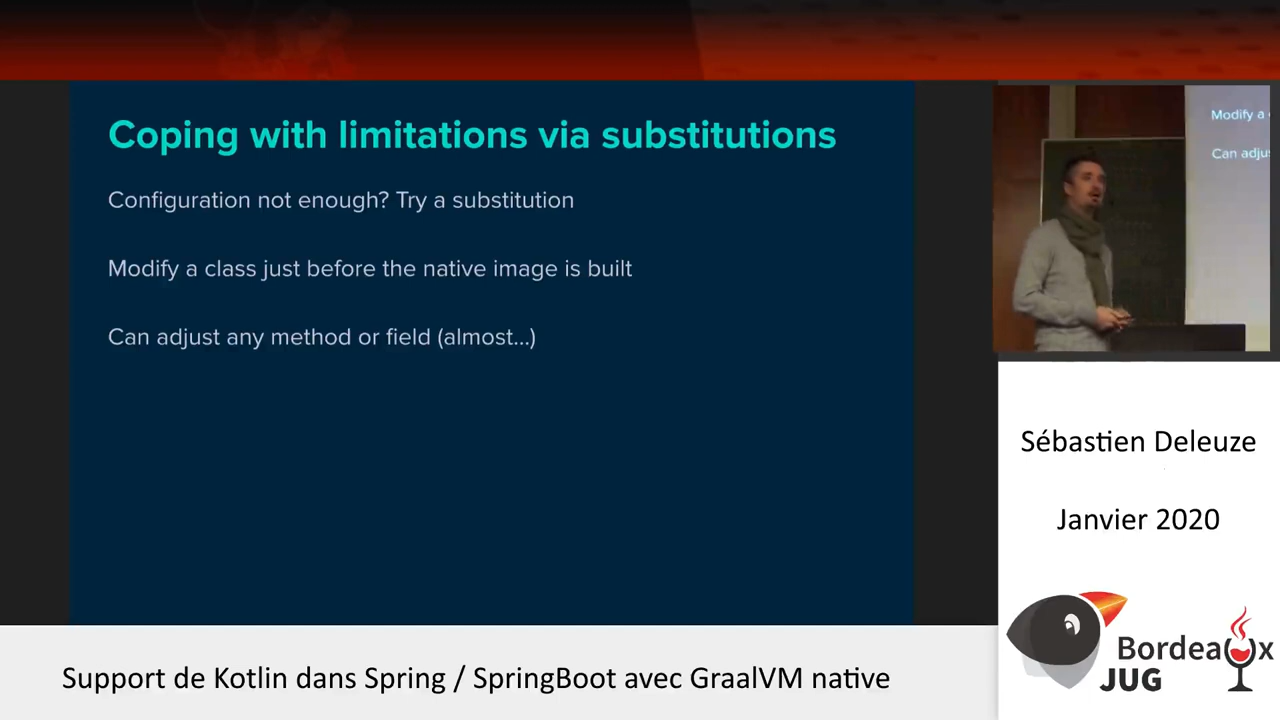 Coping with limitations via substitutions
Configuration not enough? Try a substitution
Modify a class just before the native image is built
Can adjust any method or field (almost...)
Modify a
Can adju
Sébastien Deleuze
Janvier 2020
Bordeaux
JUG
Support de Kotlin dans Spring / SpringBoot avec GraalVM native